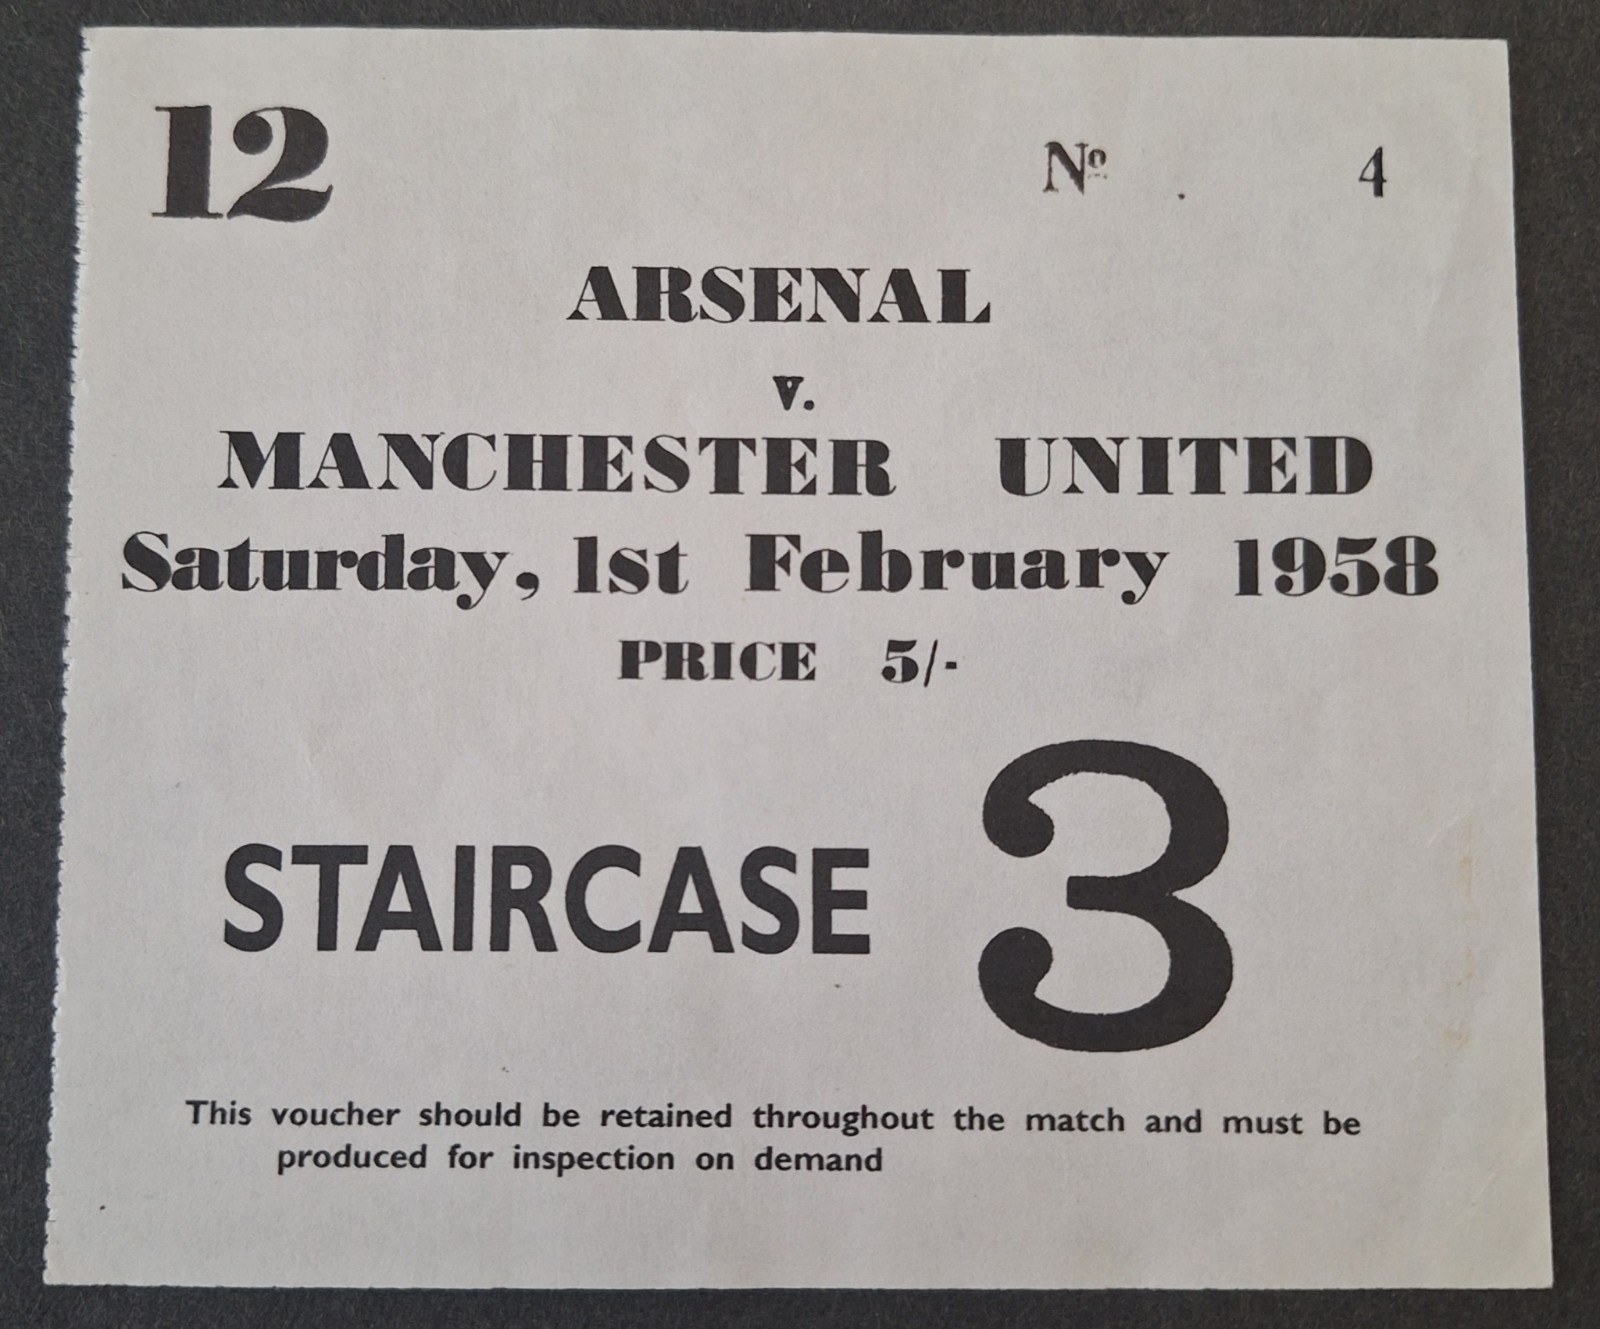 12 Nº . 4
ARSENAL
v.
MANCHESTER UNITED
Saturday, 1st February 1958
PRICE 5/-
STAIRCASE 3
This voucher should be retained throughout the match and must be
produced for inspection on demand